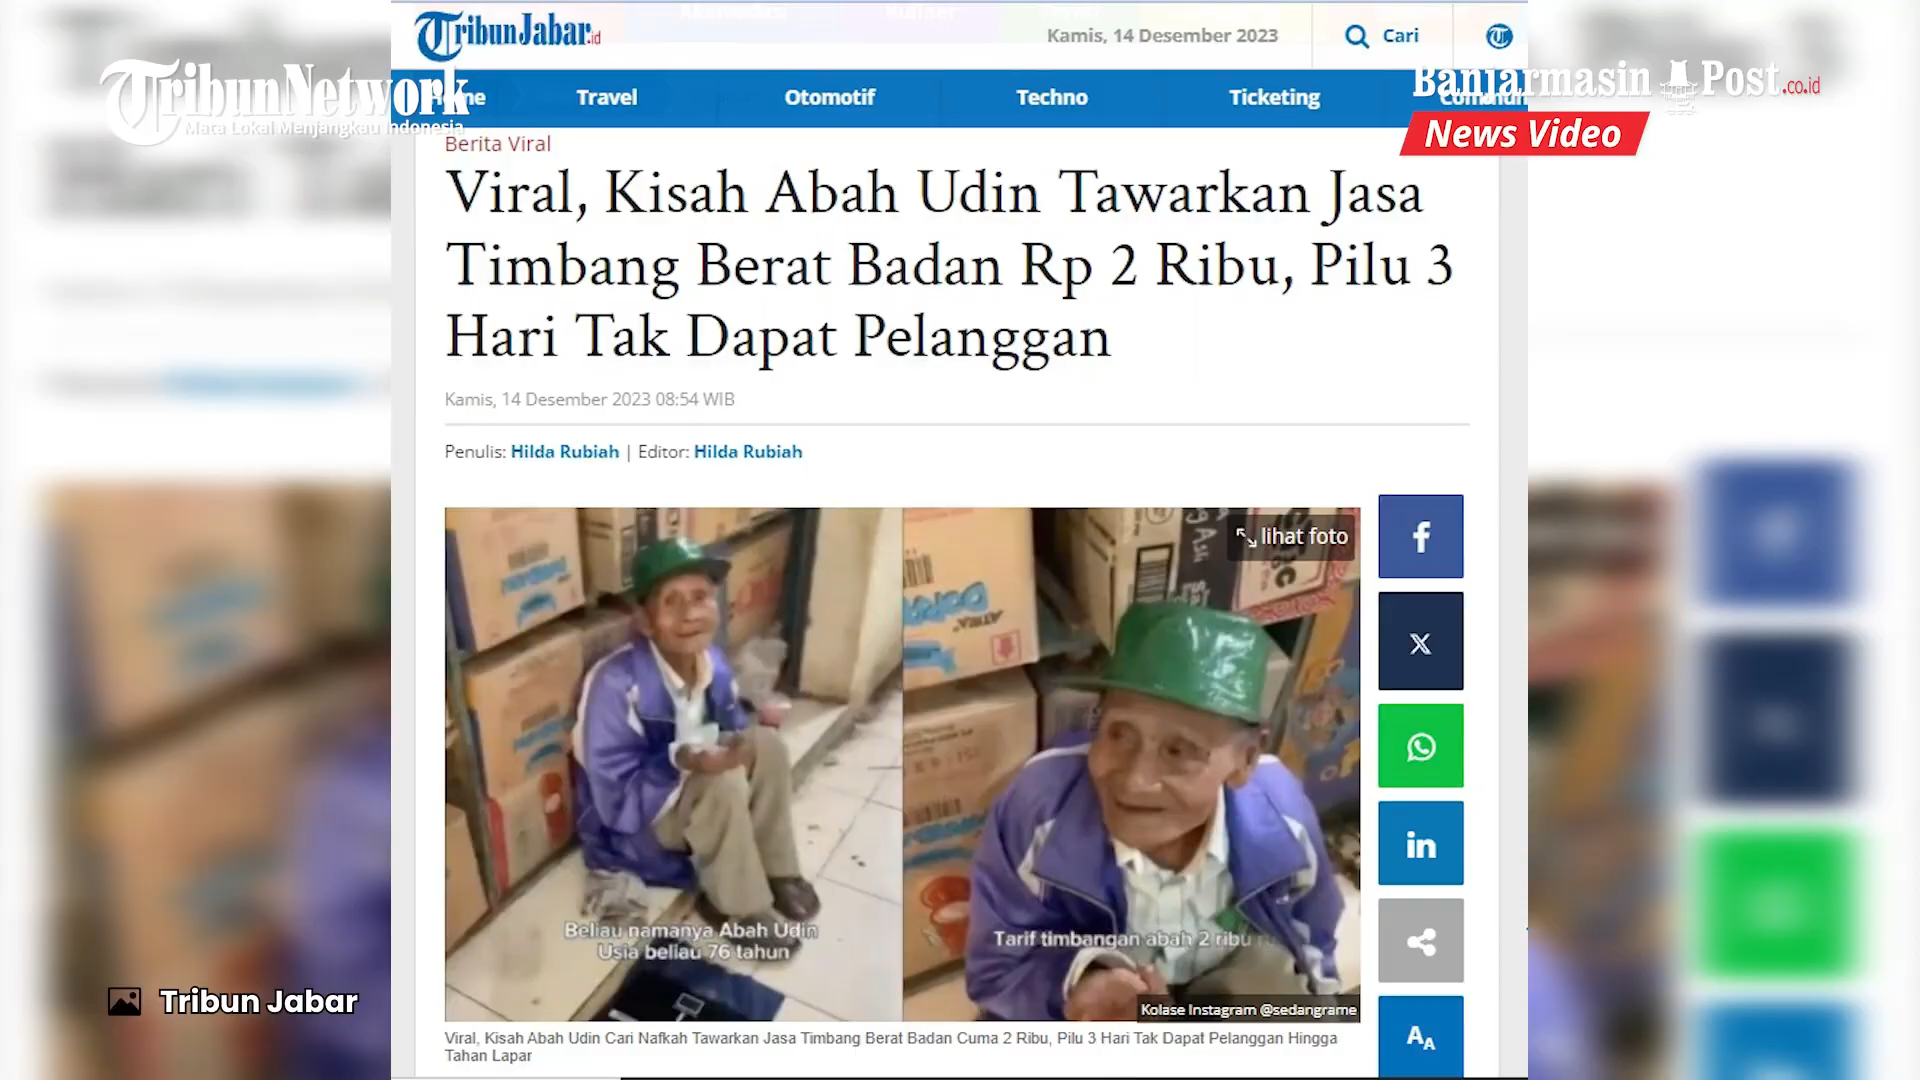 TribunJabar.id
Kamis, 14 Desember 2023
Cari
TribunNetwork
Mata Lokal Menjangkau Indonesia
Banjarmasin Post.co.id
News Video
Travel
Otomotif
Techno
Ticketing
Berita Viral
Viral, Kisah Abah Udin Tawarkan Jasa
Timbang Berat Badan Rp 2 Ribu, Pilu 3
Hari Tak Dapat Pelanggan
Kamis, 14 Desember 2023 08:54 WIB
Penulis: Hilda Rubiah | Editor: Hilda Rubiah
lihat foto
Beliau namanya Abah Udin
Usia beliau 76 tahun
Tarif timbangan abah 2 ribu
Kolase Instagram @sedangrame
Viral, Kisah Abah Udin Cari Nafkah Tawarkan Jasa Timbang Berat Badan Cuma 2 Ribu, Pilu 3 Hari Tak Dapat Pelanggan Hingga
Tahan Lapar
Tribun Jabar